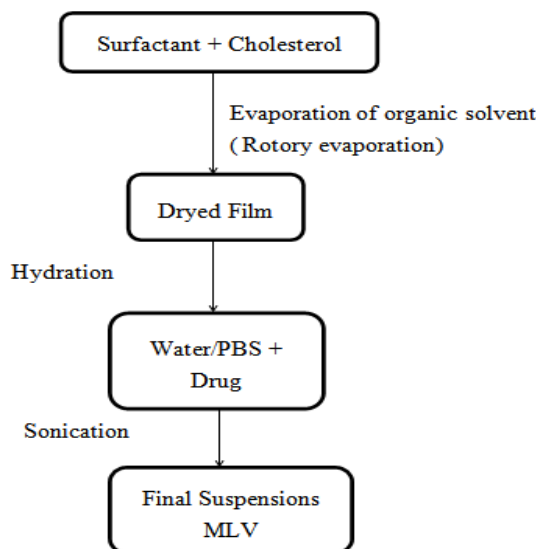 Surfactant + Cholesterol
Evaporation of organic solvent
( Rotory evaporation)
Dryed Film
Hydration
Water/PBS +
Drug
Sonication
Final Suspensions
MLV